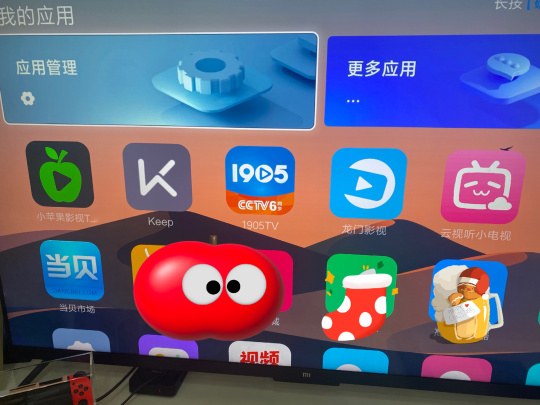 我的应用
长按
应用管理
更多应用
...
1905
CCTV6
小苹果影视T...
Keep
1905TV
龙门影视
云视听小电视
当贝
当贝市场
视频
mi